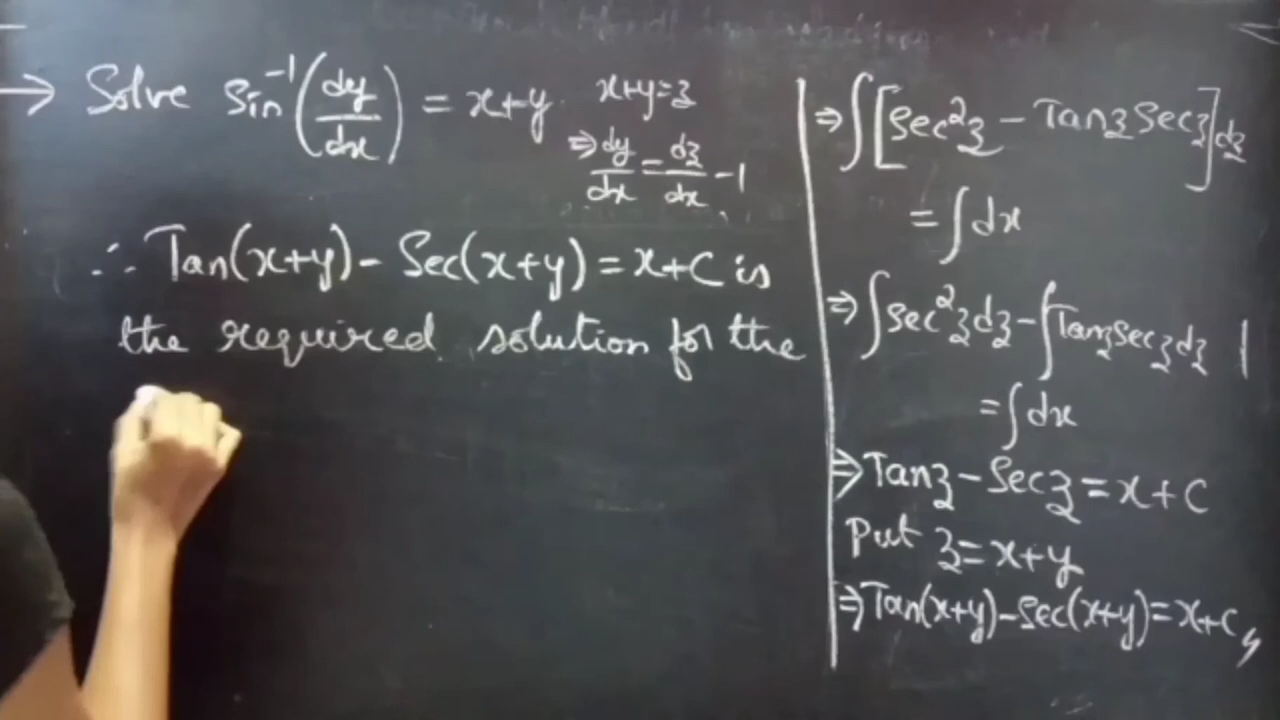 → Solve sin⁻¹(dy/dx) = x+y
x+y=z
⇒ dy/dx = dz/dx - 1
∴ Tan(x+y) - Sec(x+y) = x+C is
the required solution for the
⇒ ∫[Sec²z - Tanz Secz]dz
= ∫dx
⇒ ∫Sec²z dz - ∫Tanz Secz dz
= ∫dx
⇒ Tanz - Secz = x+C
Put z = x+y
⇒ Tan(x+y) - Sec(x+y) = x+C